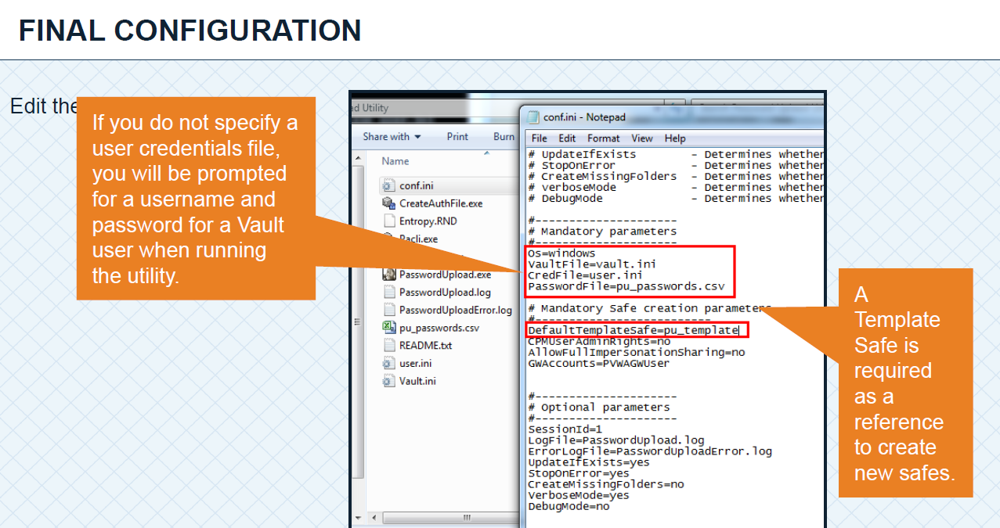 FINAL CONFIGURATION
Edit the
If you do not specify a
user credentials file,
you will be prompted
for a username and
password for a Vault
user when running
the utility.
ad Utility
Share with
Print
Burn
Name
conf.ini
CreateAuthFile.exe
Entropy.RND
Pacli.exe
PasswordUpload.exe
PasswordUpload.log
PasswordUploadError.log
pu_passwords.csv
README.txt
user.ini
Vault.ini
conf.ini - Notepad
File Edit Format View Help
# UpdateIfExists - Determines whether
# StopOnError - Determines whether
# CreateMissingFolders - Determines whether
# verboseMode - Determines whether
# DebugMode - Determines whether
#----------------------
# Mandatory parameters
#----------------------
Os=windows
VaultFile=vault.ini
CredFile=user.ini
PasswordFile=pu_passwords.csv
# Mandatory Safe creation parameters
#---------------------------
DefaultTemplateSafe=pu_template
CPMUserAdminRights=no
AllowFullImpersonationSharing=no
GWAccounts=PVWAGWUser
#----------------------
# Optional parameters
#----------------------
SessionId=1
LogFile=PasswordUpload.log
ErrorLogFile=PasswordUploadError.log
UpdateIfExists=yes
StopOnError=yes
CreateMissingFolders=no
VerboseMode=yes
DebugMode=no
A
Template
Safe is
required
as a
reference
to create
new safes.